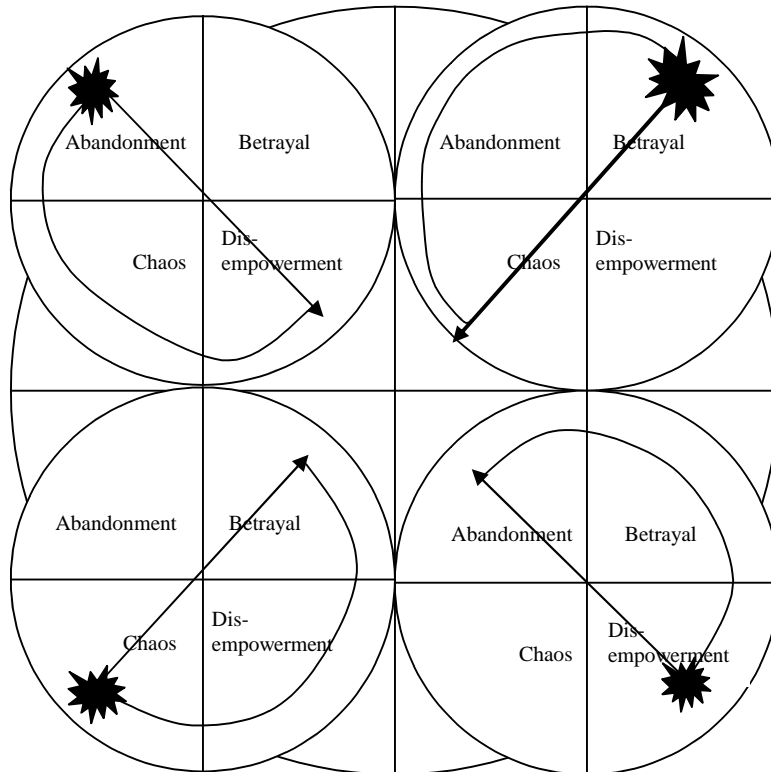 Abandonment
Betrayal
Chaos
Dis-
empowerment
Abandonment
Betrayal
Chaos
Dis-
empowerment
Abandonment
Betrayal
Chaos
Dis-
empowerment
Abandonment
Betrayal
Chaos
Dis-
empowerment